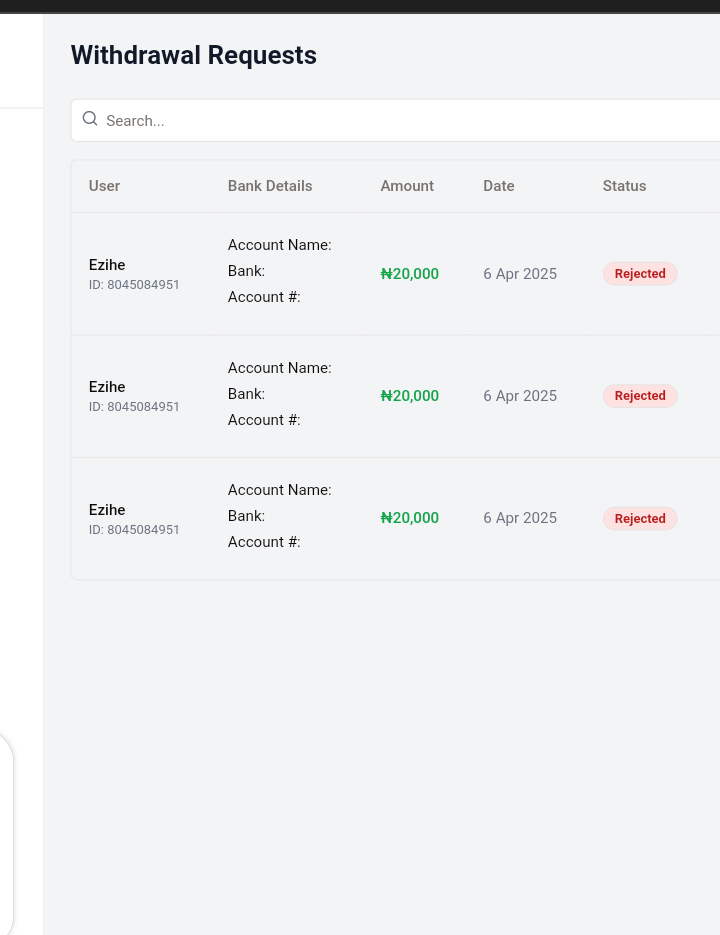 Withdrawal Requests
Search...
User Bank Details Amount Date Status
Ezihe
ID: 8045084951
Account Name:
Bank:
Account #:
₦20,000
6 Apr 2025
Rejected
Ezihe
ID: 8045084951
Account Name:
Bank:
Account #:
₦20,000
6 Apr 2025
Rejected
Ezihe
ID: 8045084951
Account Name:
Bank:
Account #:
₦20,000
6 Apr 2025
Rejected